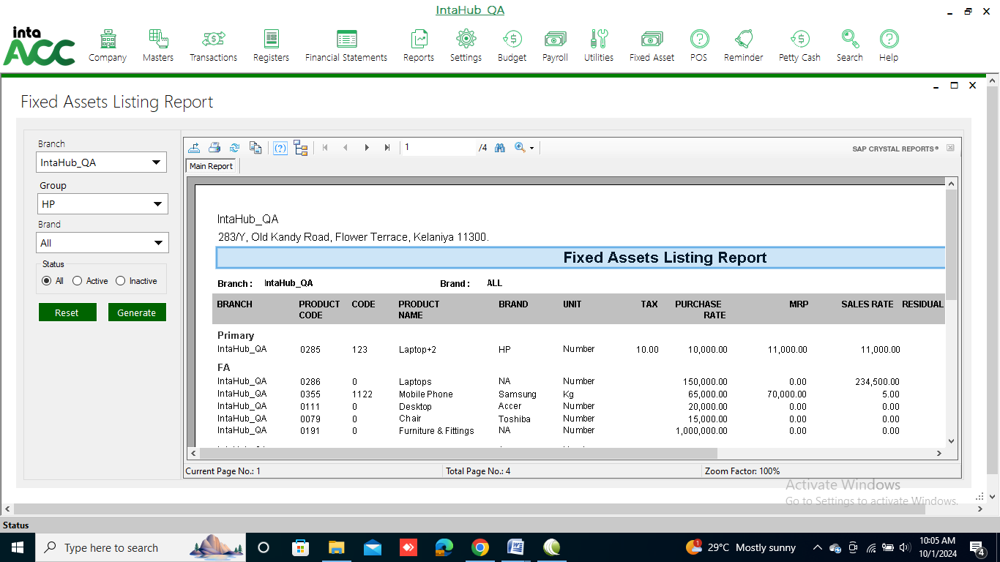 IntaHub_QA
inta
ACC
Company Masters Transactions Registers Financial Statements Reports Settings Budget Payroll Utilities Fixed Asset POS Reminder Petty Cash Search Help
Fixed Assets Listing Report
Branch
IntaHub_QA
Group
HP
Brand
All
Status
All Active Inactive
Reset Generate
1 /4
SAP CRYSTAL REPORTS®
Main Report
IntaHub_QA
283/Y, Old Kandy Road, Flower Terrace, Kelaniya 11300.
Fixed Assets Listing Report
Branch : IntaHub_QA Brand : ALL
BRANCH PRODUCT CODE PRODUCT BRAND UNIT TAX PURCHASE MRP SALES RATE RESIDUAL
CODE NAME RATE
Primary
IntaHub_QA 0285 123 Laptop+2 HP Number 10.00 10,000.00 11,000.00 11,000.00
FA
IntaHub_QA 0286 0 Laptops NA Number 150,000.00 0.00 234,500.00
IntaHub_QA 0355 1122 Mobile Phone Samsung Kg 65,000.00 70,000.00 5.00
IntaHub_QA 0111 0 Desktop Accer Number 20,000.00 0.00 0.00
IntaHub_QA 0079 0 Chair Toshiba Number 15,000.00 0.00 0.00
IntaHub_QA 0191 0 Furniture & Fittings NA Number 1,000,000.00 0.00 0.00
Current Page No.: 1 Total Page No.: 4 Zoom Factor: 100%
Activate Windows
Go to Settings to activate Windows.
Status
Type here to search
1
29°C Mostly sunny
10:05 AM
10/1/2024
4